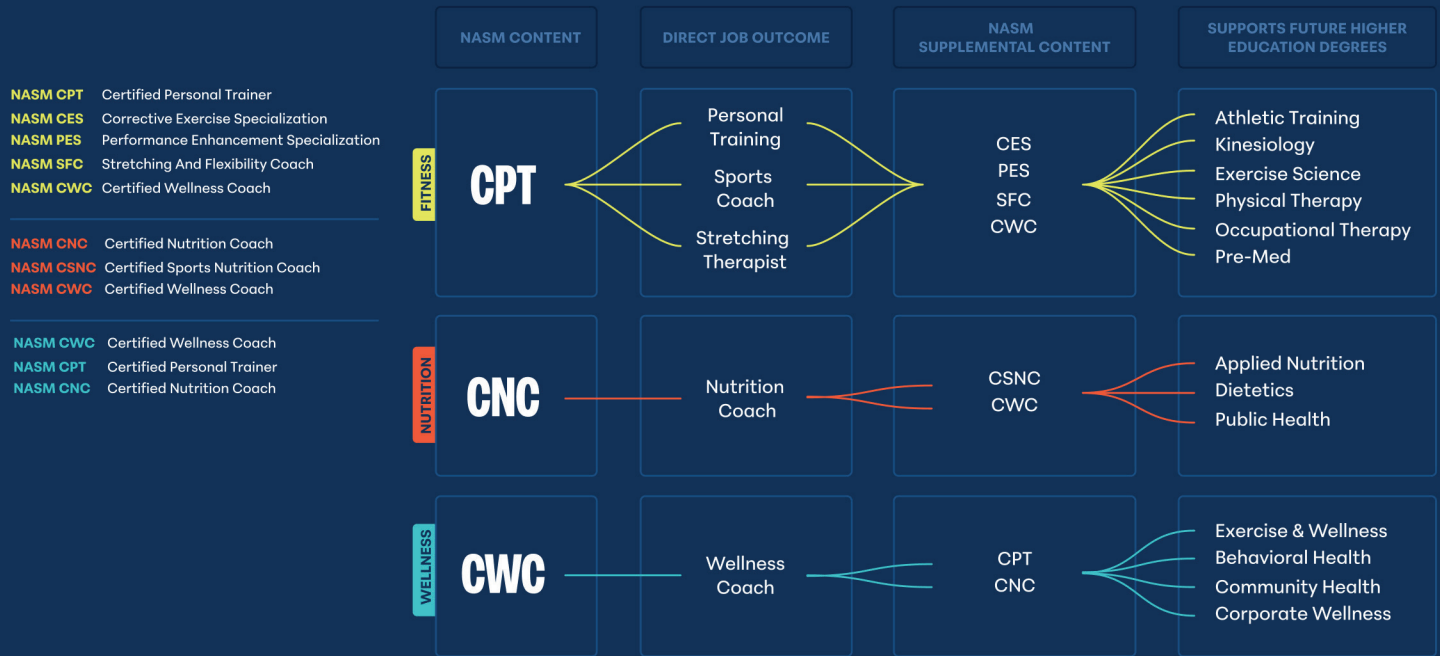 NASM CONTENT
DIRECT JOB OUTCOME
NASM
SUPPLEMENTAL CONTENT
SUPPORTS FUTURE HIGHER
EDUCATION DEGREES
NASM CPT Certified Personal Trainer
NASM CES Corrective Exercise Specialization
NASM PES Performance Enhancement Specialization
NASM SFC Stretching And Flexibility Coach
NASM CWC Certified Wellness Coach
NASM CNC Certified Nutrition Coach
NASM CSNC Certified Sports Nutrition Coach
NASM CWC Certified Wellness Coach
NASM CWC Certified Wellness Coach
NASM CPT Certified Personal Trainer
NASM CNC Certified Nutrition Coach
FITNESS
CPT
Personal
Training
Sports
Coach
Stretching
Therapist
CES
PES
SFC
CWC
Athletic Training
Kinesiology
Exercise Science
Physical Therapy
Occupational Therapy
Pre-Med
NUTRITION
CNC
Nutrition
Coach
CSNC
CWC
Applied Nutrition
Dietetics
Public Health
WELLNESS
CWC
Wellness
Coach
CPT
CNC
Exercise & Wellness
Behavioral Health
Community Health
Corporate Wellness